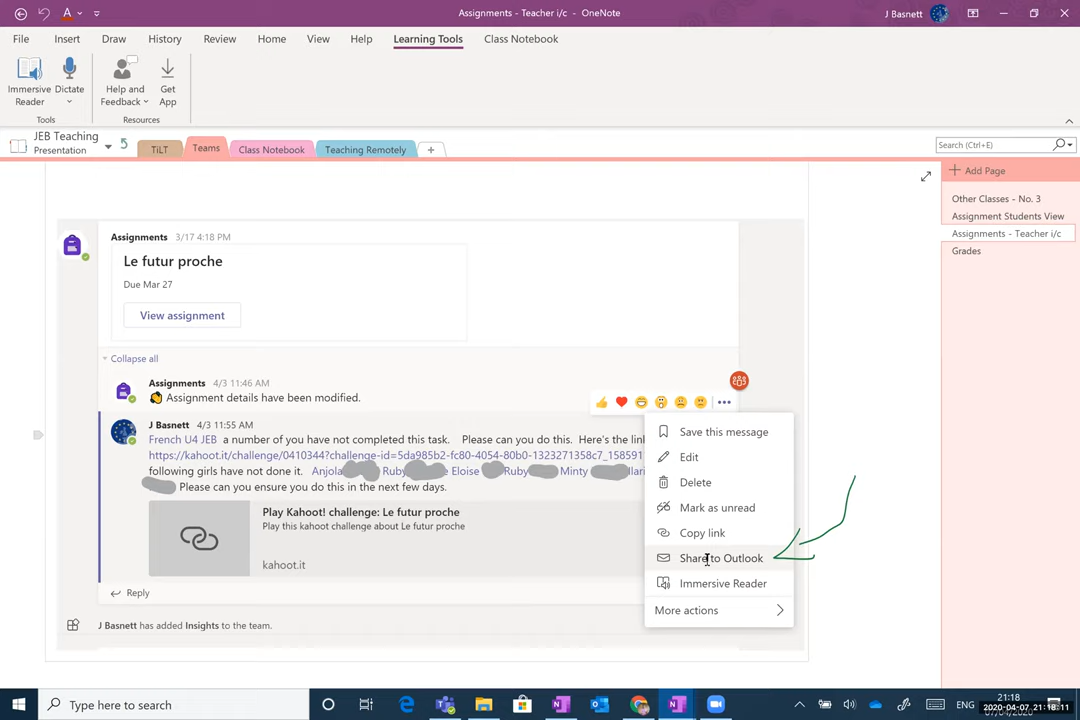 Assignments - Teacher i/c - OneNote
J Basnett
File Insert Draw History Review Home View Help Learning Tools Class Notebook
Immersive Reader
Dictate
Help and Feedback
Get App
Tools
Resources
JEB Teaching
Presentation
TiLT
Teams
Class Notebook
Teaching Remotely
+
Search (Ctrl+E)
Add Page
Other Classes - No. 3
Assignment Students View
Assignments - Teacher i/c
Grades
Assignments 3/17 4:18 PM
Le futur proche
Due Mar 27
View assignment
Collapse all
Assignments 4/3 11:46 AM
Assignment details have been modified.
J Basnett 4/3 11:55 AM
French U4 JEB a number of you have not completed this task. Please can you do this. Here's the lin
https://kahoot.it/challenge/0410344?challenge-id=5da985b2-fc80-4054-80b0-1323271358c7_158591
following girls have not done it. Anjola Ruby e Eloise Ruby Minty lari
Please can you ensure you do this in the next few days.
Play Kahoot! challenge: Le futur proche
Play this kahoot challenge about Le futur proche
kahoot.it
Reply
J Basnett has added Insights to the team.
Save this message
Edit
Delete
Mark as unread
Copy link
Share to Outlook
Immersive Reader
More actions
Type here to search
ENG
21:18
2020-04-07 21:18:11